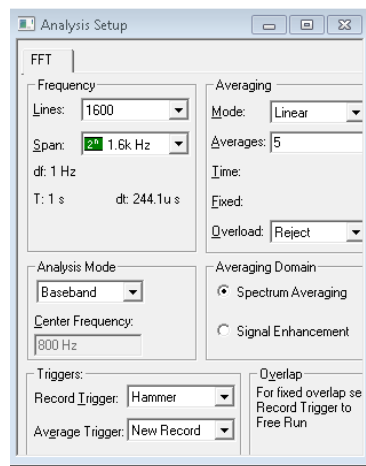 Analysis Setup
FFT
Frequency
Lines: 1600
Span: 2ⁿ 1.6k Hz
df: 1 Hz
T: 1 s dt: 244.1u s
Averaging
Mode: Linear
Averages: 5
Time:
Fixed:
Overload: Reject
Analysis Mode
Baseband
Center Frequency:
800 Hz
Averaging Domain
Spectrum Averaging
Signal Enhancement
Triggers:
Record Trigger: Hammer
Average Trigger: New Record
Overlap
For fixed overlap se
Record Trigger to
Free Run